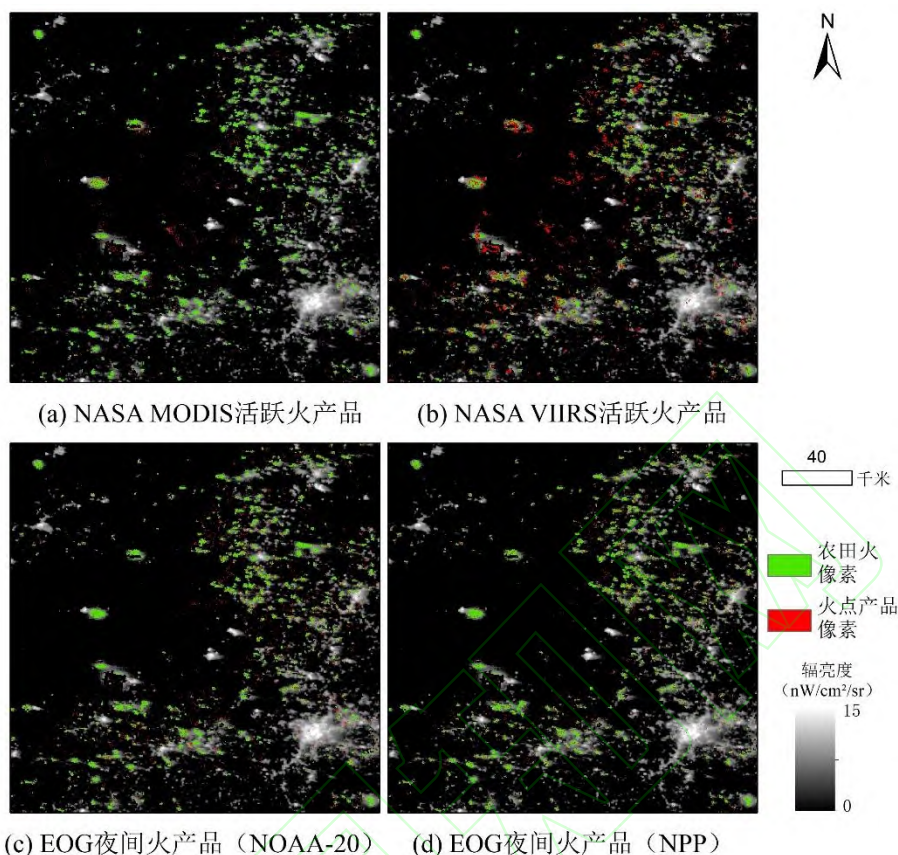 N
(a) NASA MODIS活跃火产品
(b) NASA VIIRS活跃火产品
40
千米
农田火
像素
火点产品
像素
辐亮度
（nW/cm²/sr）
15
0
(c) EOG夜间火产品（NOAA-20）
(d) EOG夜间火产品（NPP）